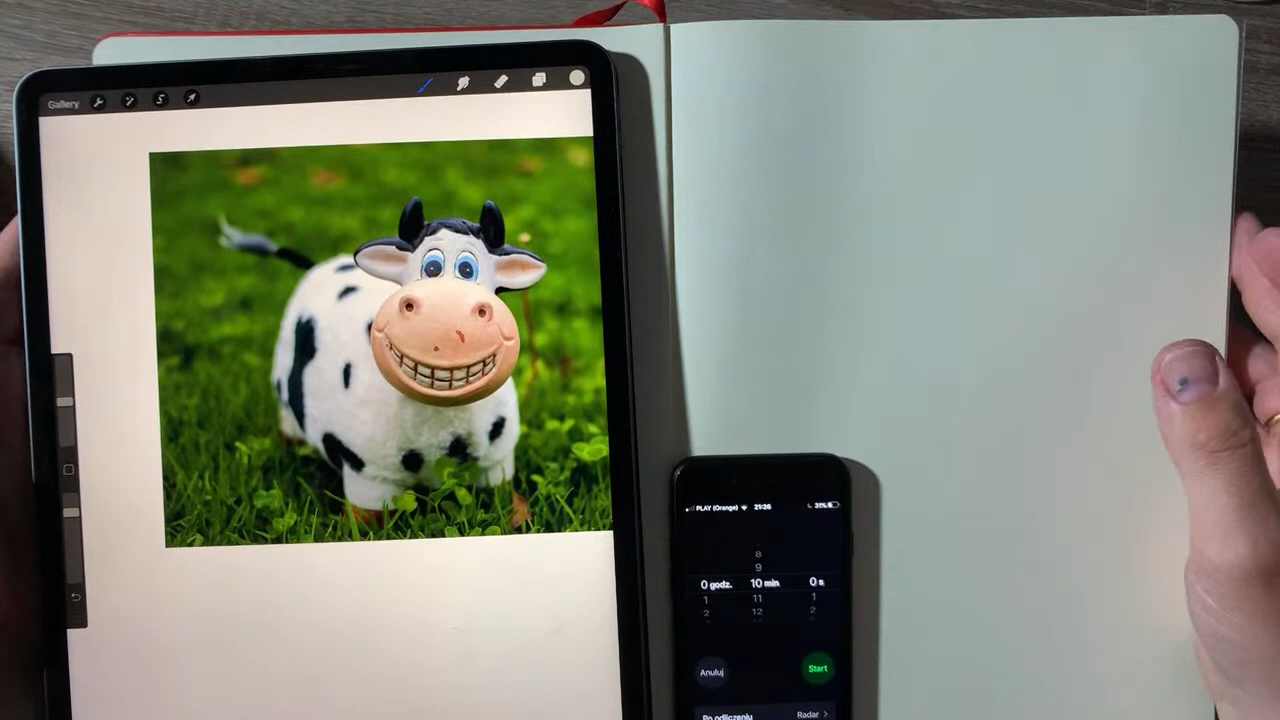 Gallery
PLAY (Orange) 21:26 31%
8
9
0 godz. 10 min 0 s
1 11 1
2 12 2
Anuluj Start
Po odliczeniu Radar >